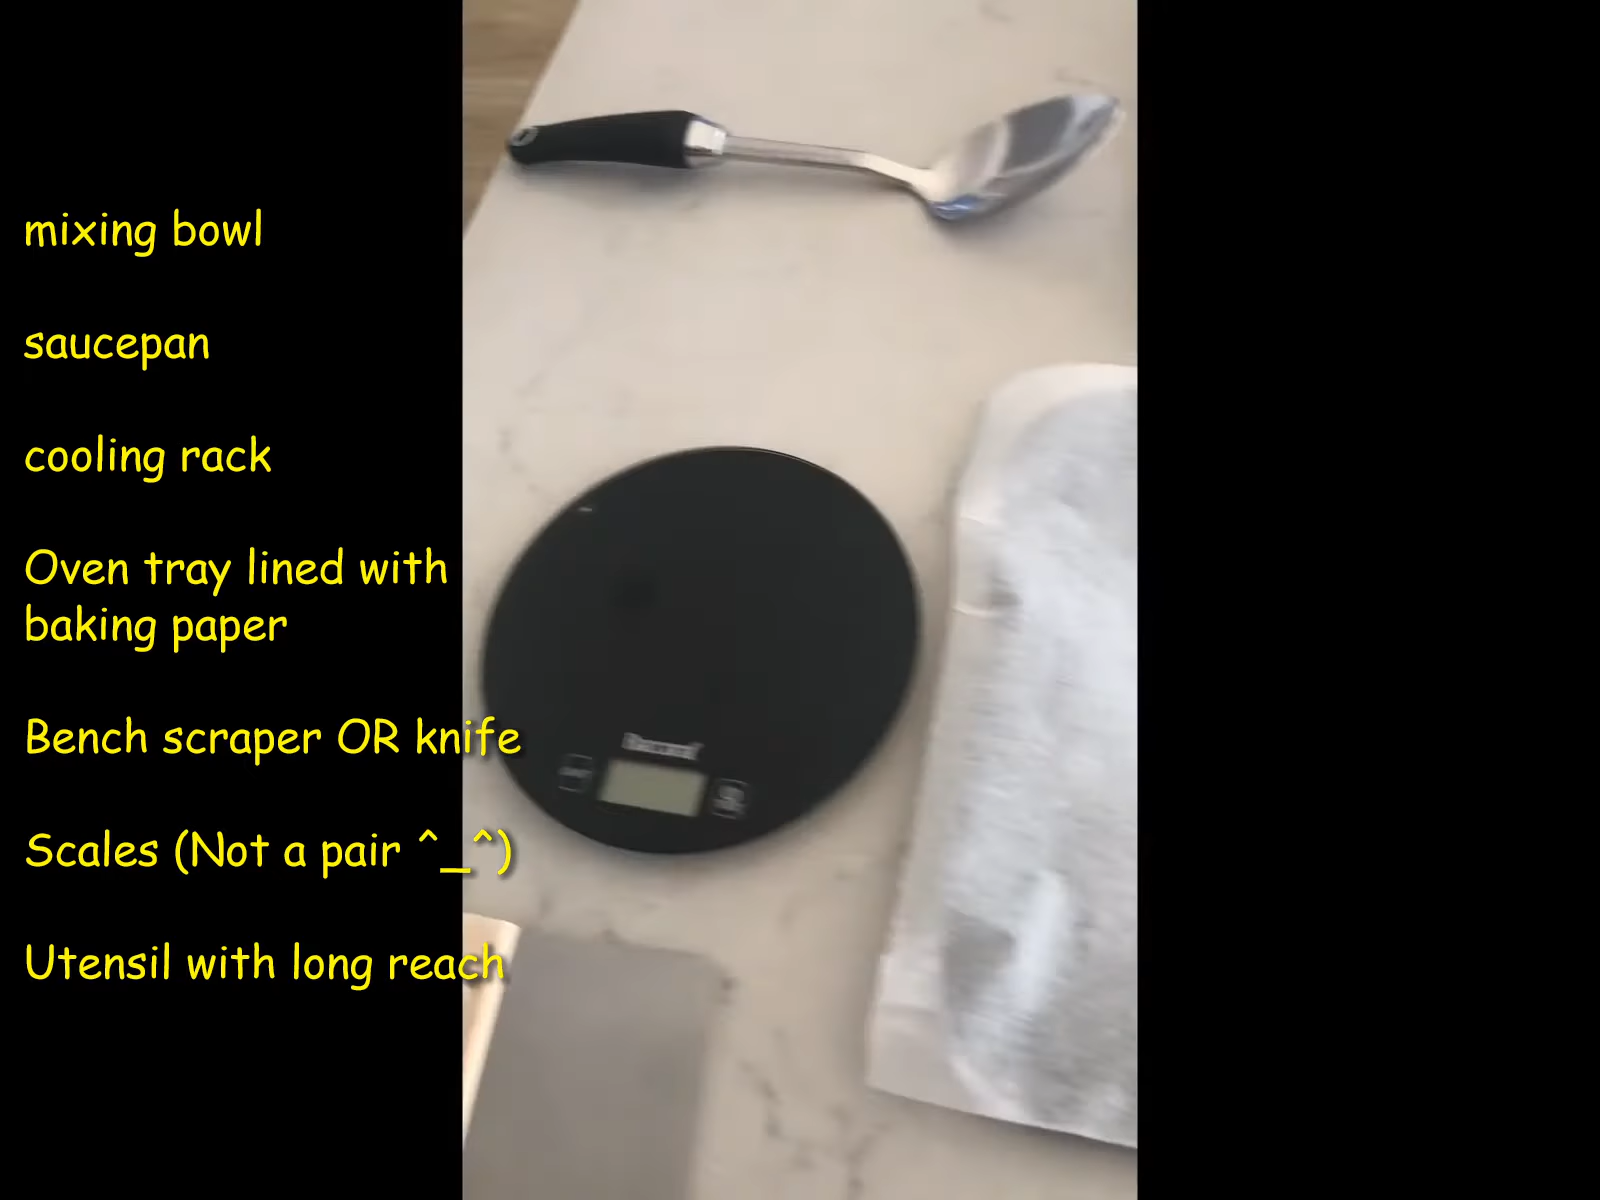 mixing bowl
saucepan
cooling rack
Oven tray lined with
baking paper
Bench scraper OR knife
Scales (Not a pair ^_^)
Utensil with long reach